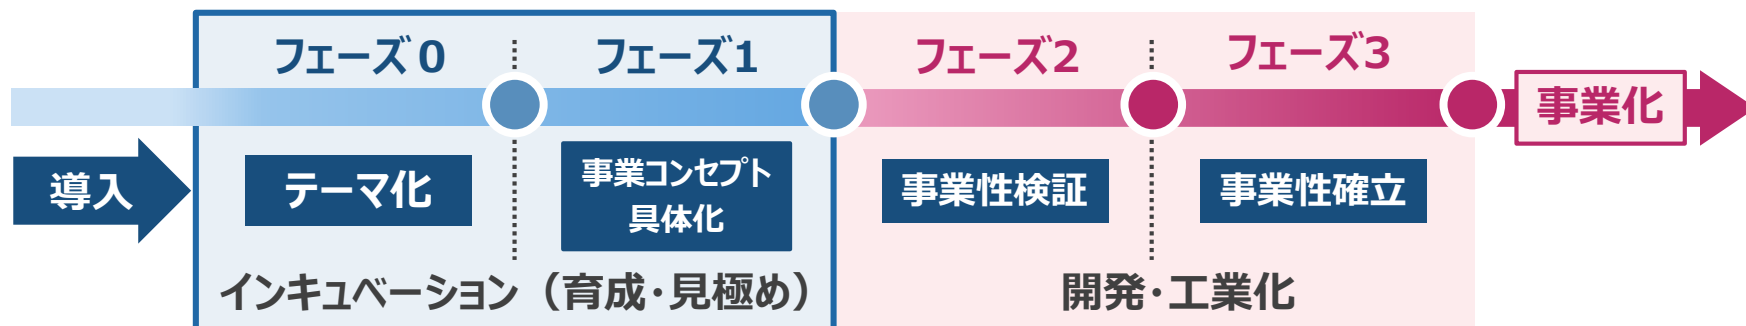 フェーズ0
フェーズ1
フェーズ2
フェーズ3
事業化
導入
テーマ化
事業コンセプト
具体化
事業性検証
事業性確立
インキュベーション（育成・見極め）
開発・工業化